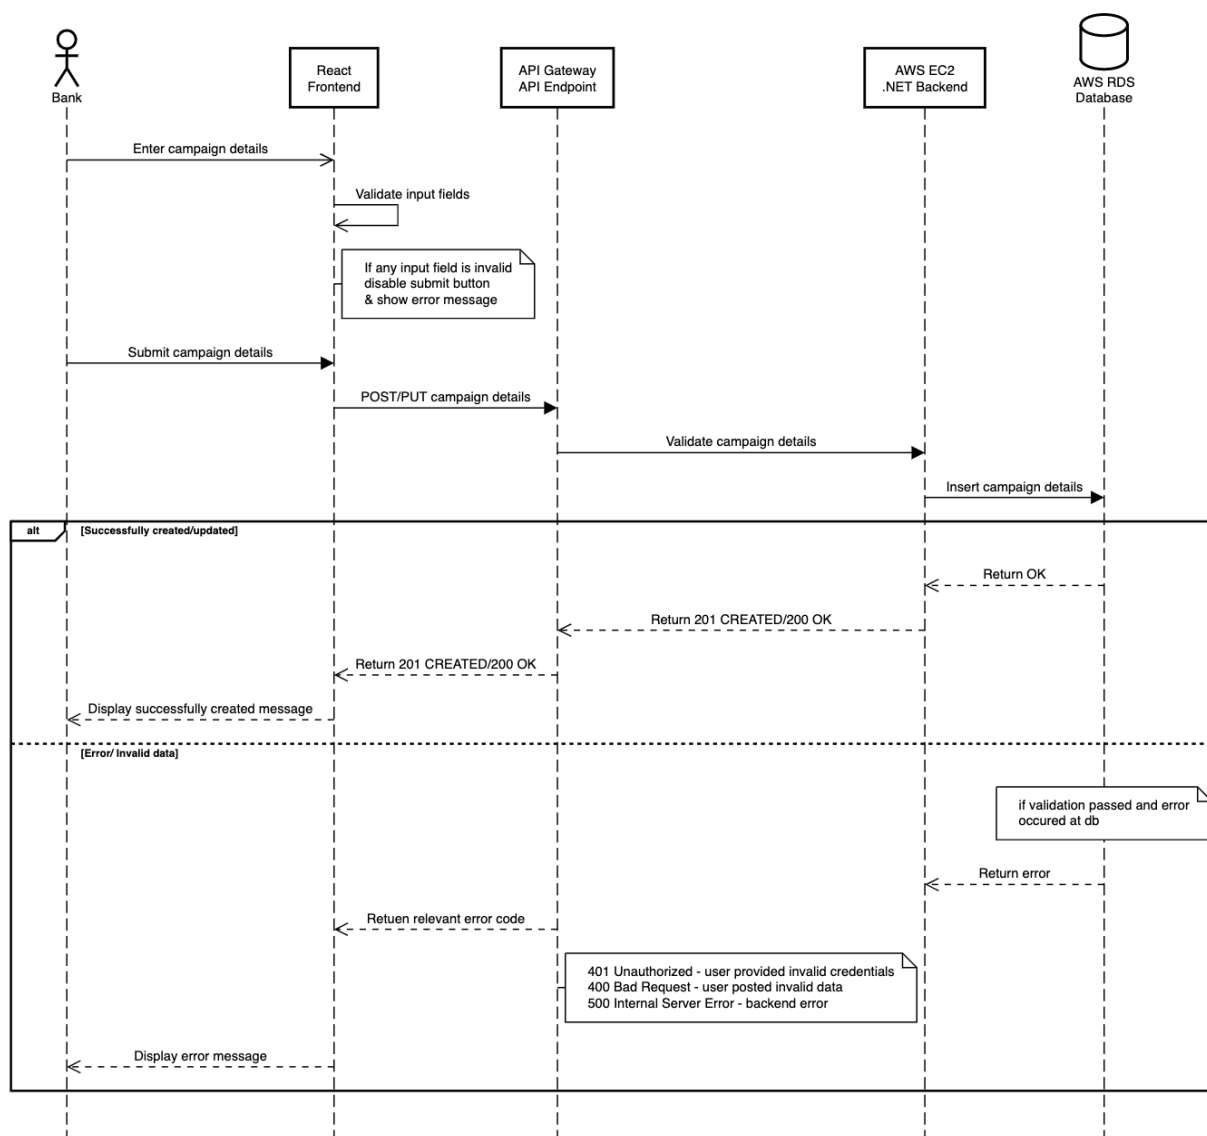 Bank
React
Frontend
API Gateway
API Endpoint
AWS EC2
.NET Backend
AWS RDS
Database
Enter campaign details
Validate input fields
If any input field is invalid
disable submit button
& show error message
Submit campaign details
POST/PUT campaign details
Validate campaign details
Insert campaign details
alt
[Successfully created/updated]
Return OK
Return 201 CREATED/200 OK
Return 201 CREATED/200 OK
Display successfully created message
[Error/ Invalid data]
if validation passed and error
occured at db
Return error
Retuen relevant error code
401 Unauthorized - user provided invalid credentials
400 Bad Request - user posted invalid data
500 Internal Server Error - backend error
Display error message